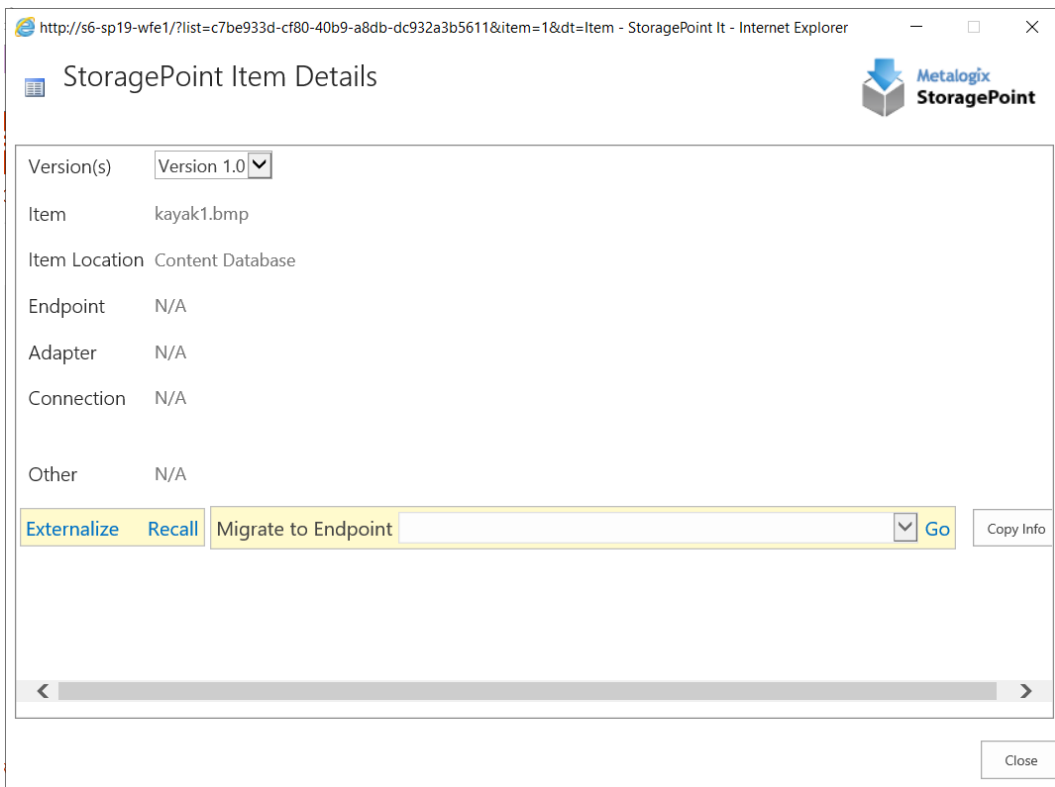 http://s6-sp19-wfe1/?list=c7be933d-cf80-40b9-a8db-dc932a3b5611&item=1&dt=Item - StoragePoint It - Internet Explorer
StoragePoint Item Details
Metalogix
StoragePoint
Version(s) Version 1.0
Item kayak1.bmp
Item Location Content Database
Endpoint N/A
Adapter N/A
Connection N/A
Other N/A
Externalize Recall Migrate to Endpoint Go Copy Info
Close